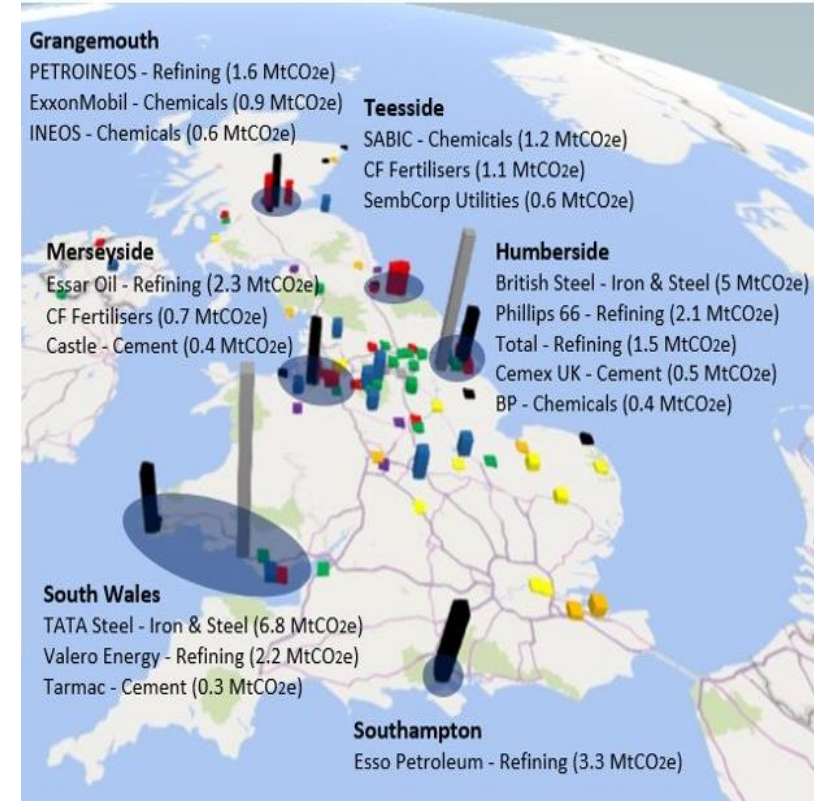 Grangemouth
PETROINEOS - Refining (1.6 MtCO2e)
ExxonMobil - Chemicals (0.9 MtCO2e)
INEOS - Chemicals (0.6 MtCO2e)
Teesside
SABIC - Chemicals (1.2 MtCO2e)
CF Fertilisers (1.1 MtCO2e)
SembCorp Utilities (0.6 MtCO2e)
Merseyside
Essar Oil - Refining (2.3 MtCO2e)
CF Fertilisers (0.7 MtCO2e)
Castle - Cement (0.4 MtCO2e)
Humberside
British Steel - Iron & Steel (5 MtCO2e)
Phillips 66 - Refining (2.1 MtCO2e)
Total - Refining (1.5 MtCO2e)
Cemex UK - Cement (0.5 MtCO2e)
BP - Chemicals (0.4 MtCO2e)
South Wales
TATA Steel - Iron & Steel (6.8 MtCO2e)
Valero Energy - Refining (2.2 MtCO2e)
Tarmac - Cement (0.3 MtCO2e)
Southampton
Esso Petroleum - Refining (3.3 MtCO2e)